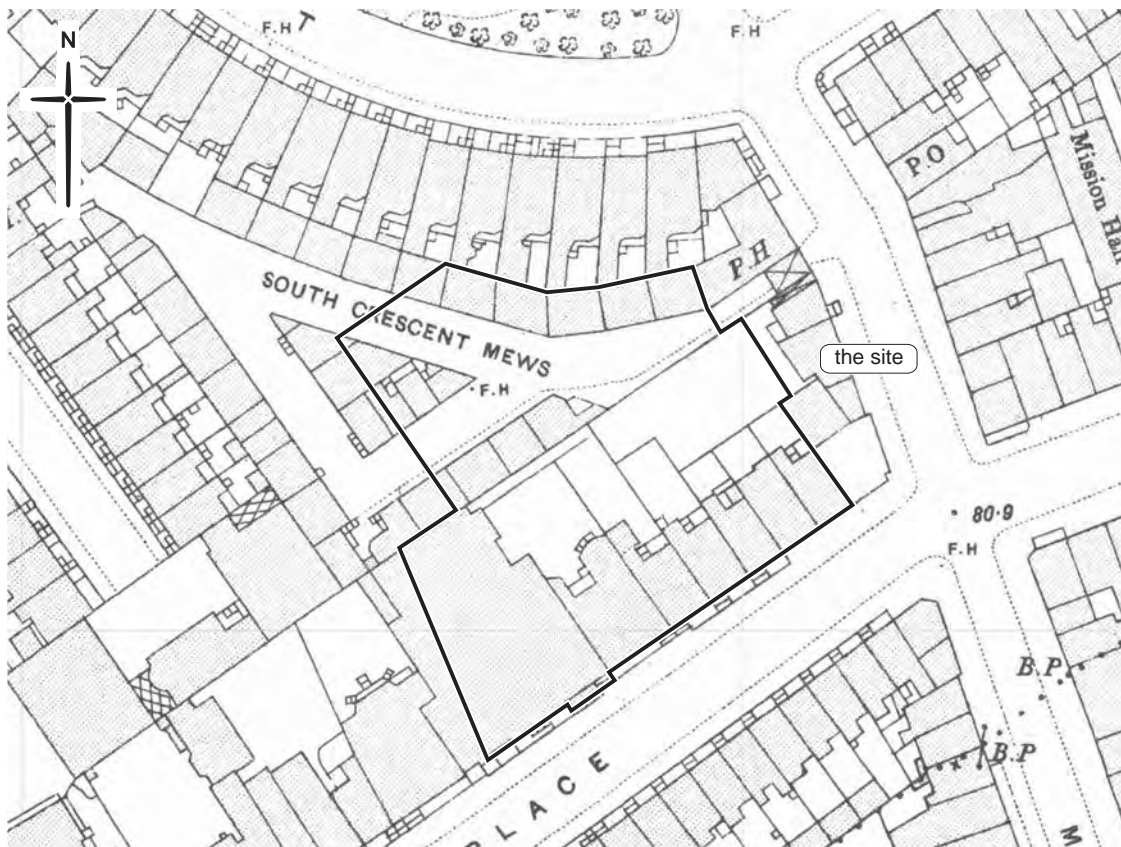 N
T
F.H
F.H
P.O
Mission Hall
P.H
SOUTH CRESCENT MEWS
the site
F.H
80·9
F.H
B.P
B.P
PLACE
M